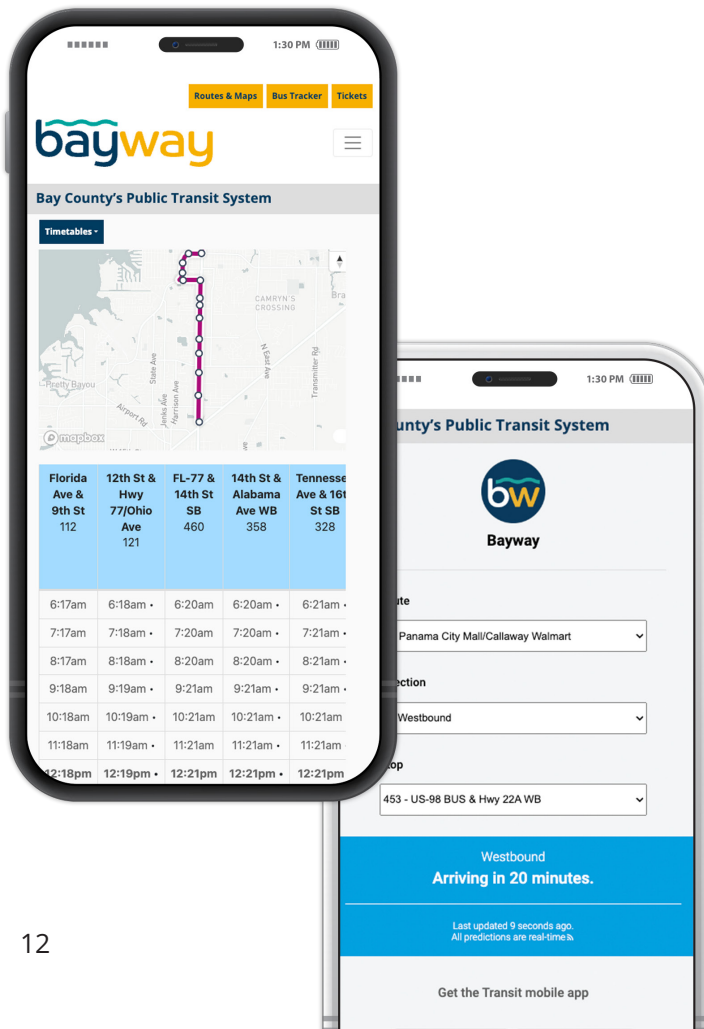 1:30 PM
Routes & Maps Bus Tracker Tickets
bayway
Bay County's Public Transit System
Timetables
CAMRYN'S
CROSSING
Bra
Pretty Bayou
State Ave
Airport Rd
Jenks Ave
Harrison Ave
N East Ave
Transmitter Rd
mapbox
Florida Ave & 9th St 112
12th St & Hwy 77/Ohio Ave 121
FL-77 & 14th St SB 460
14th St & Alabama Ave WB 358
Tennesse Ave & 16t St SB 328
6:17am 6:18am • 6:20am 6:20am • 6:21am •
7:17am 7:18am • 7:20am 7:20am • 7:21am •
8:17am 8:18am • 8:20am 8:20am • 8:21am •
9:18am 9:19am • 9:21am 9:21am • 9:21am •
10:18am 10:19am • 10:21am 10:21am • 10:21am
11:18am 11:19am • 11:21am 11:21am • 11:21am
12:18pm 12:19pm • 12:21pm 12:21pm • 12:21pm
1:30 PM
unty's Public Transit System
bw
Bayway
ute
Panama City Mall/Callaway Walmart
ection
Westbound
top
453 - US-98 BUS & Hwy 22A WB
Westbound
Arriving in 20 minutes.
Last updated 9 seconds ago.
All predictions are real-time
Get the Transit mobile app
12